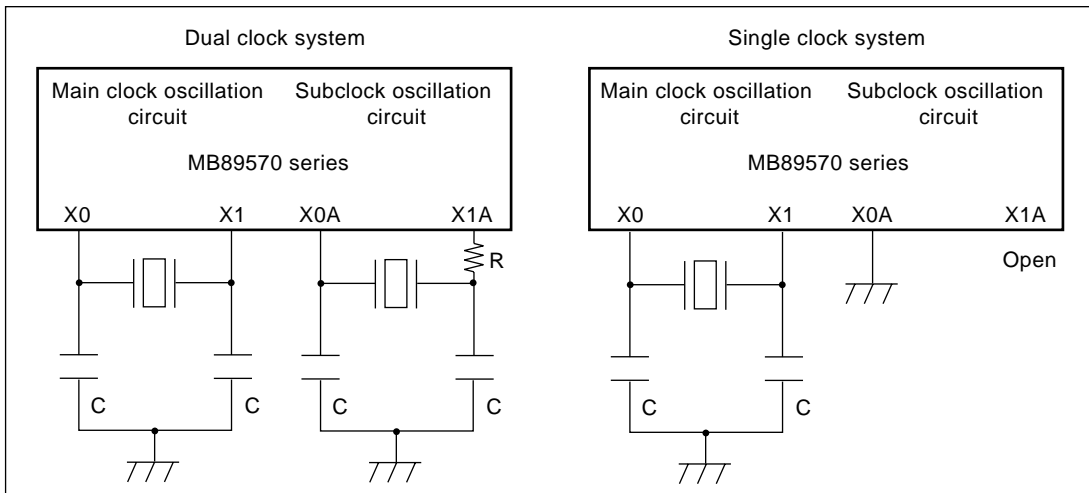 Dual clock system
Main clock oscillation circuit
Subclock oscillation circuit
MB89570 series
X0 X1 X0A X1A
R
C C C C
Single clock system
Main clock oscillation circuit
Subclock oscillation circuit
MB89570 series
X0 X1 X0A X1A
Open
C C